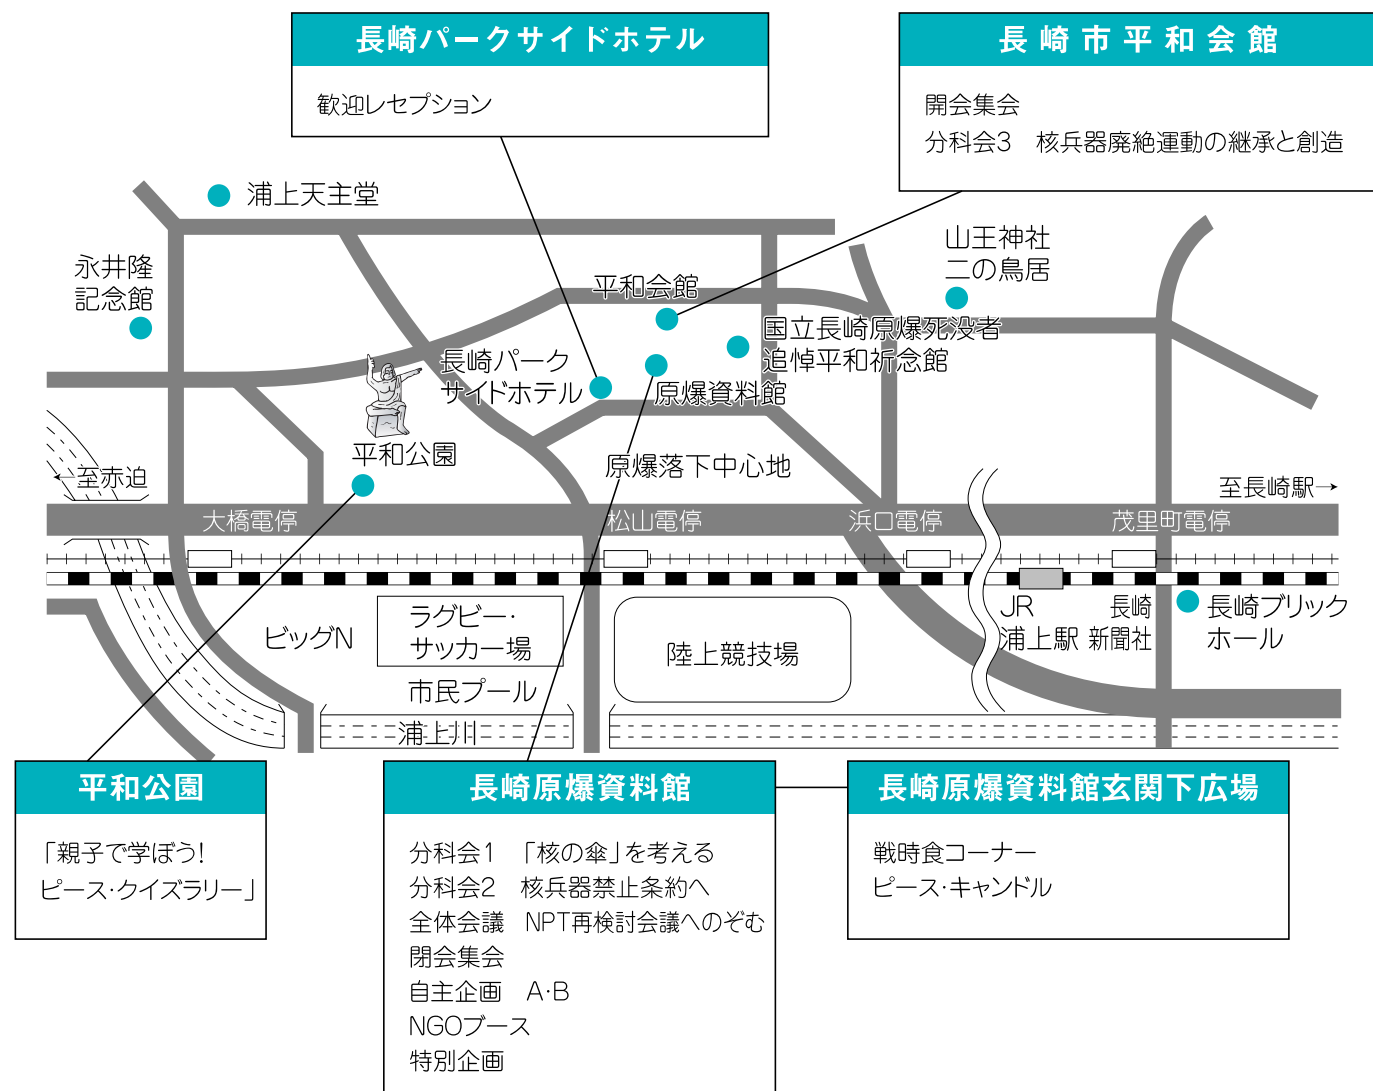 長崎パークサイドホテル
歓迎レセプション
長崎市平和会館
開会集会
分科会3　核兵器廃絶運動の継承と創造
浦上天主堂
永井隆
記念館
平和会館
山王神社
二の鳥居
国立長崎原爆死没者
追悼平和祈念館
長崎パーク
サイドホテル
原爆資料館
平和公園
原爆落下中心地
←至赤迫
至長崎駅→
大橋電停
松山電停
浜口電停
茂里町電停
ビッグN
ラグビー・
サッカー場
市民プール
陸上競技場
JR
浦上駅
長崎
新聞社
長崎ブリック
ホール
浦上川
平和公園
「親子で学ぼう！
ピース・クイズラリー」
長崎原爆資料館
分科会1　「核の傘」を考える
分科会2　核兵器禁止条約へ
全体会議　NPT再検討会議へのぞむ
閉会集会
自主企画　A・B
NGOブース
特別企画
長崎原爆資料館玄関下広場
戦時食コーナー
ピース・キャンドル